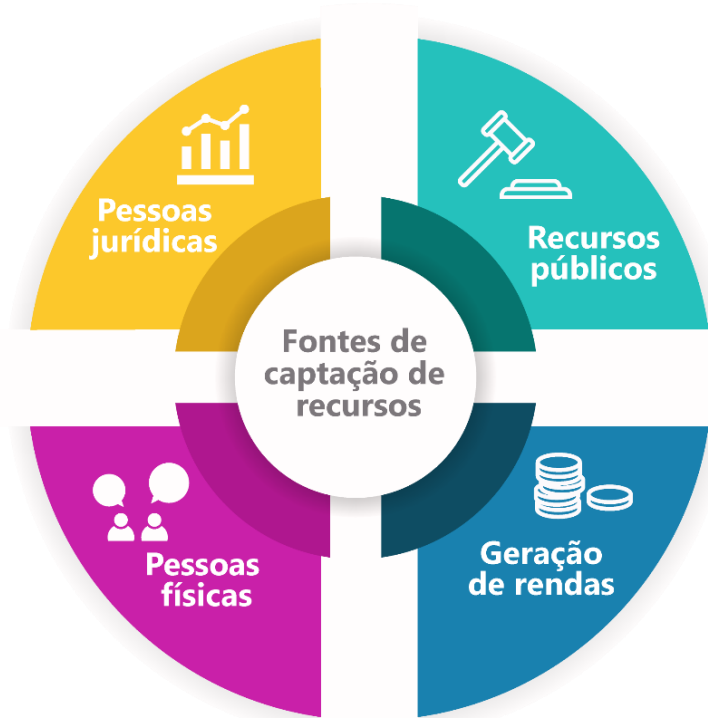 Pessoas
jurídicas
Recursos
públicos
Fontes de
captação de
recursos
Pessoas
físicas
Geração
de rendas